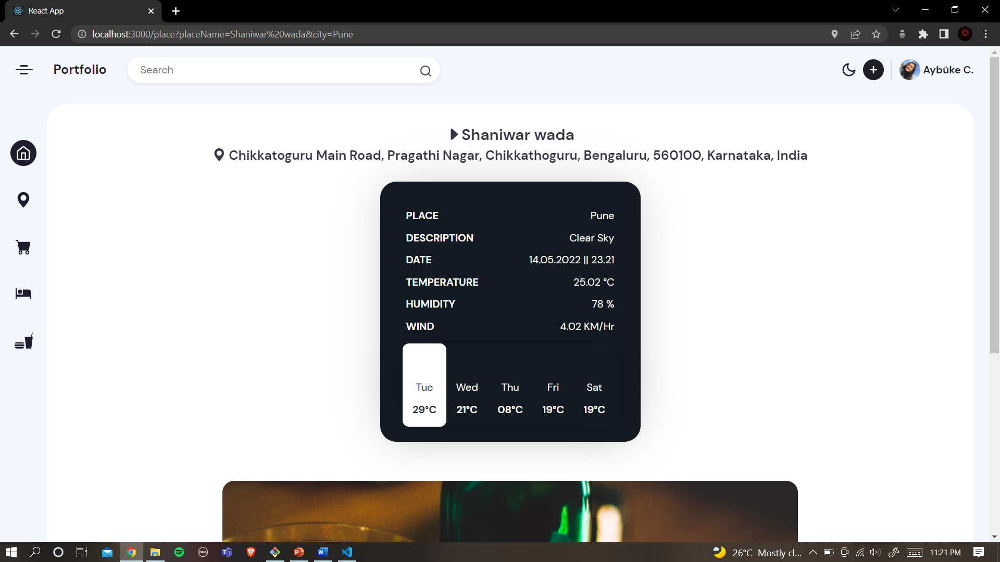 React App
localhost:3000/place?placeName=Shaniwar%20wada&city=Pune
Portfolio
Search
Aybüke C.
Shaniwar wada
Chikkatoguru Main Road, Pragathi Nagar, Chikkathoguru, Bengaluru, 560100, Karnataka, India
PLACE Pune
DESCRIPTION Clear Sky
DATE 14.05.2022 || 23.21
TEMPERATURE 25.02 °C
HUMIDITY 78 %
WIND 4.02 KM/Hr
Tue Wed Thu Fri Sat
29°C 21°C 08°C 19°C 19°C
DELL
26°C Mostly cl... 11:21 PM